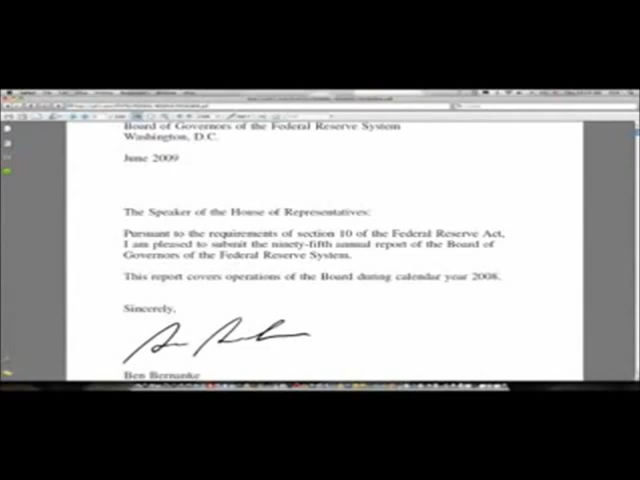 Board of Governors of the Federal Reserve System
Washington, D.C.
June 2009
The Speaker of the House of Representatives:
Pursuant to the requirements of section 10 of the Federal Reserve Act,
I am pleased to submit the ninety-fifth annual report of the Board of
Governors of the Federal Reserve System.
This report covers operations of the Board during calendar year 2008.
Sincerely,
Ben Bernanke